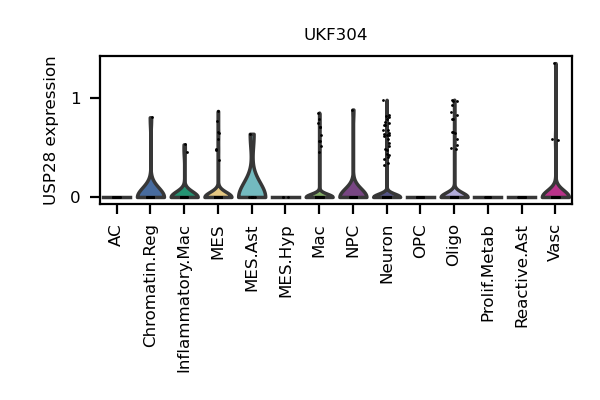 UKF304
USP28 expression
1
0
AC
Chromatin.Reg
Inflammatory.Mac
MES
MES.Ast
MES.Hyp
Mac
NPC
Neuron
OPC
Oligo
Prolif.Metab
Reactive.Ast
Vasc